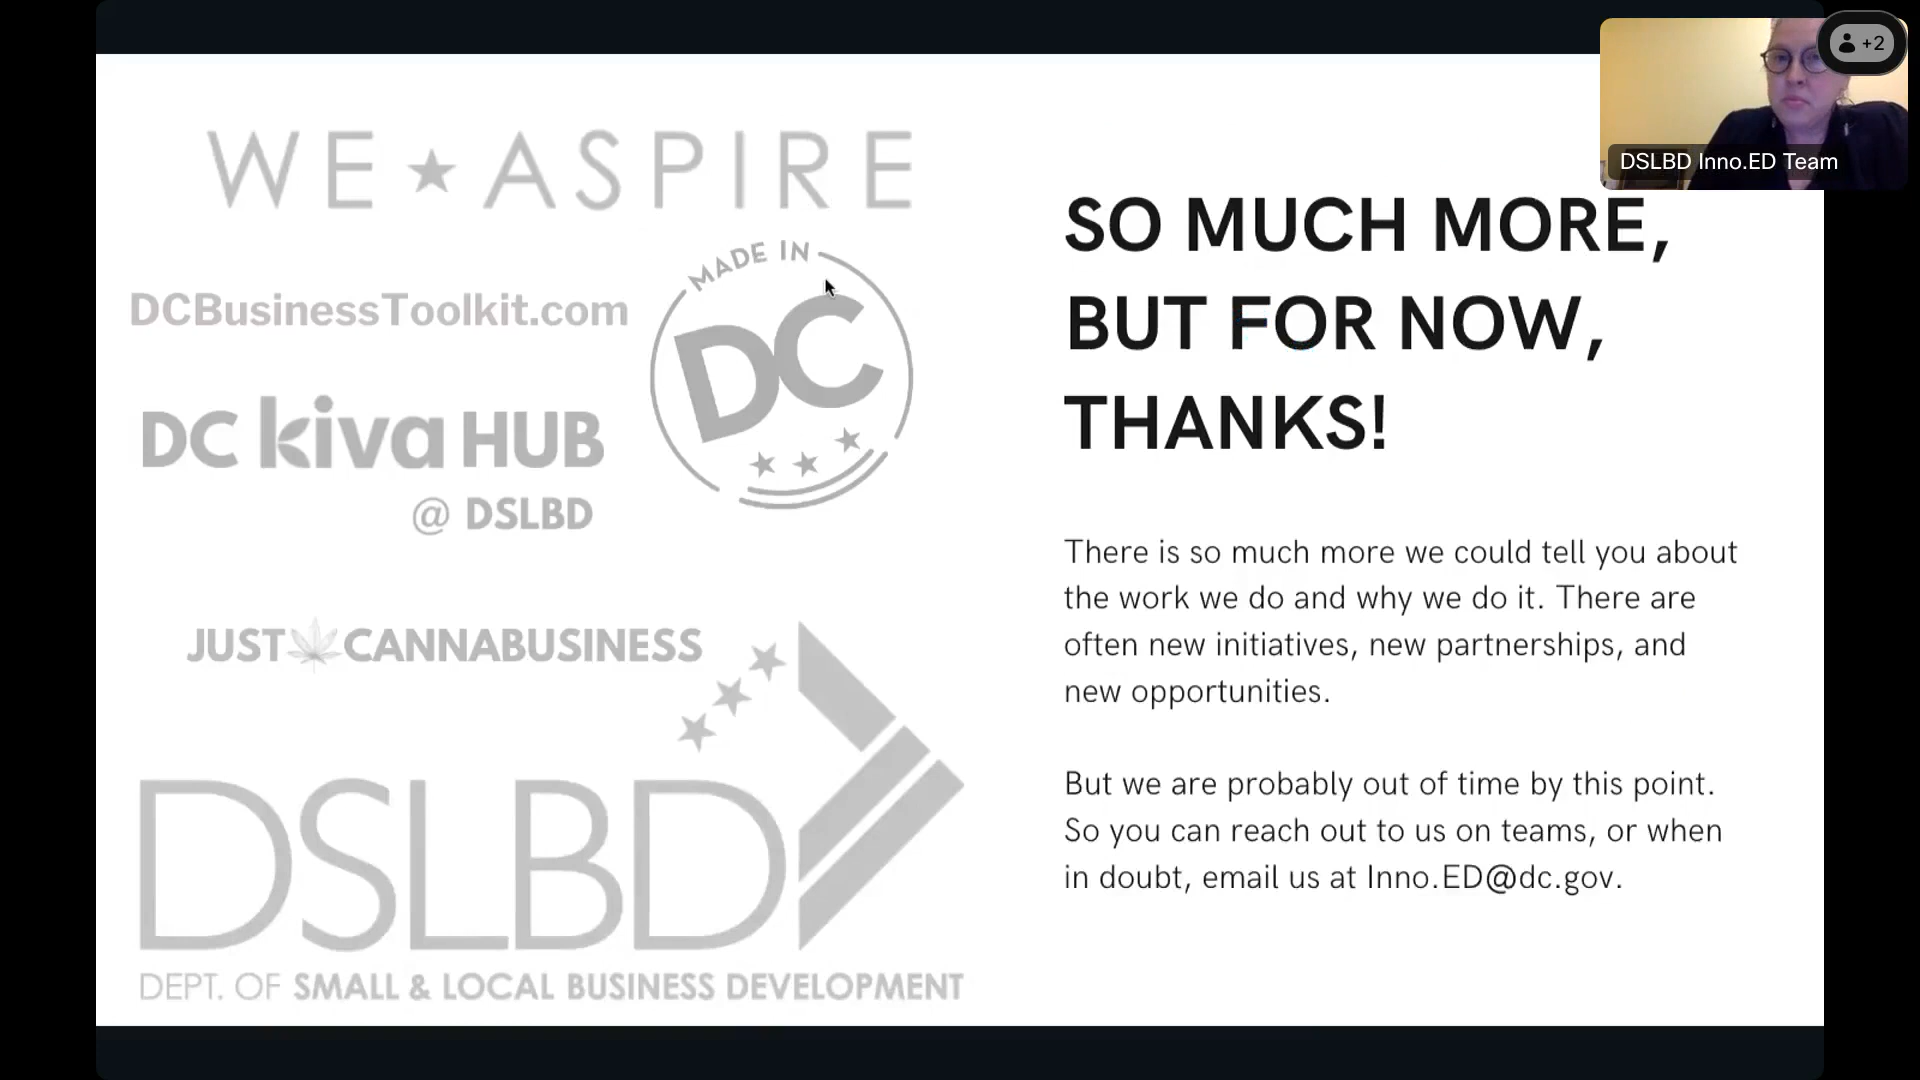 WE ★ ASPIRE
MADE IN
DC
DCBusinessToolkit.com
DC kiva HUB
@ DSLBD
JUST CANNABUSINESS
DSLBD
DEPT. OF SMALL & LOCAL BUSINESS DEVELOPMENT
+2
DSLBD Inno.ED Team
SO MUCH MORE,
BUT FOR NOW,
THANKS!
There is so much more we could tell you about
the work we do and why we do it. There are
often new initiatives, new partnerships, and
new opportunities.
But we are probably out of time by this point.
So you can reach out to us on teams, or when
in doubt, email us at Inno.ED@dc.gov.